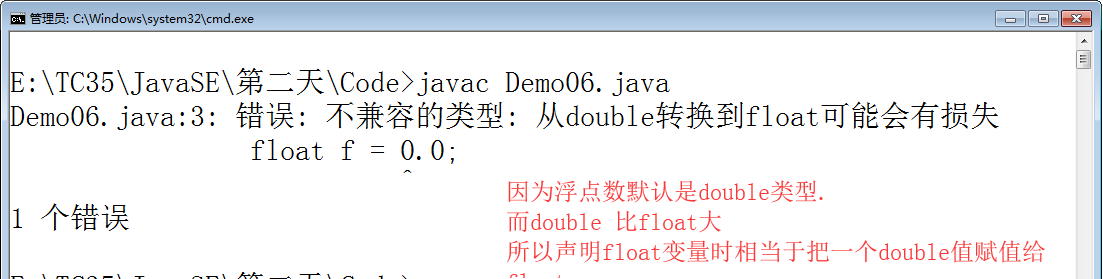 管理员: C:\Windows\system32\cmd.exe
E:\TC35\JavaSE\第二天\Code>javac Demo06.java
Demo06.java:3: 错误: 不兼容的类型: 从double转换到float可能会有损失
float f = 0.0;
^
因为浮点数默认是double类型.
1 个错误
而double 比float大
所以声明float变量时相当于把一个double值赋值给
E:\TC35\JavaSE\第二天\Code>